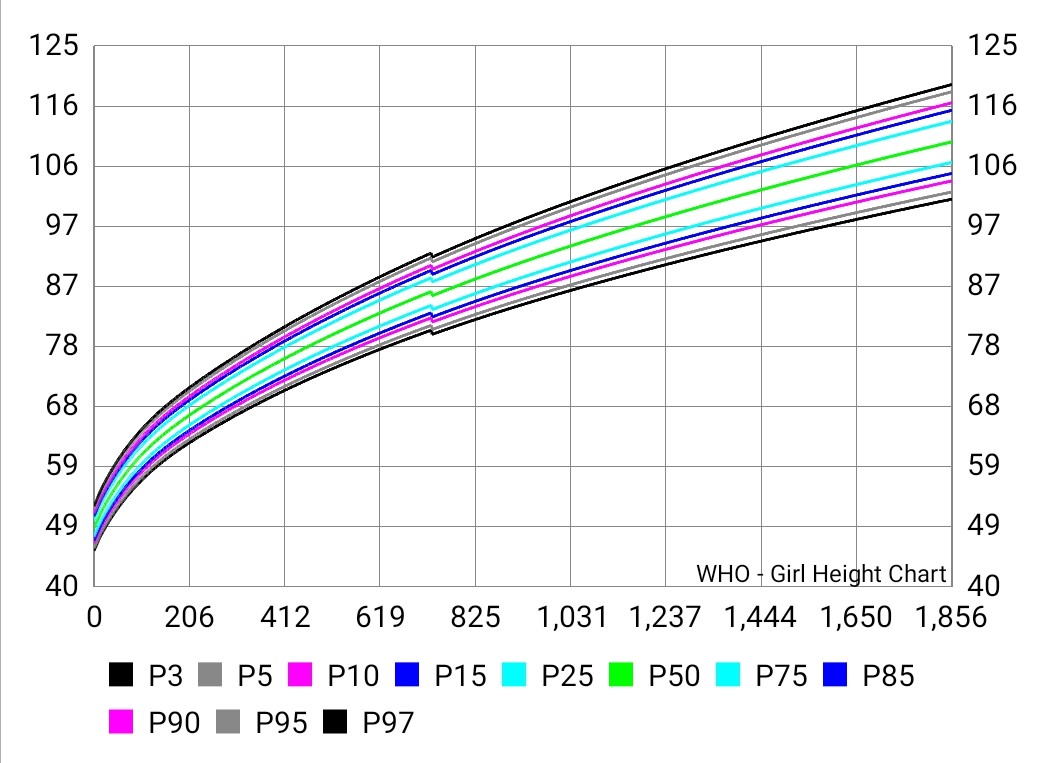 125 125
116 116
106 106
97 97
87 87
78 78
68 68
59 59
49 49
WHO - Girl Height Chart
40 40
0 206 412 619 825 1,031 1,237 1,444 1,650 1,856
P3 P5 P10 P15 P25 P50 P75 P85
P90 P95 P97